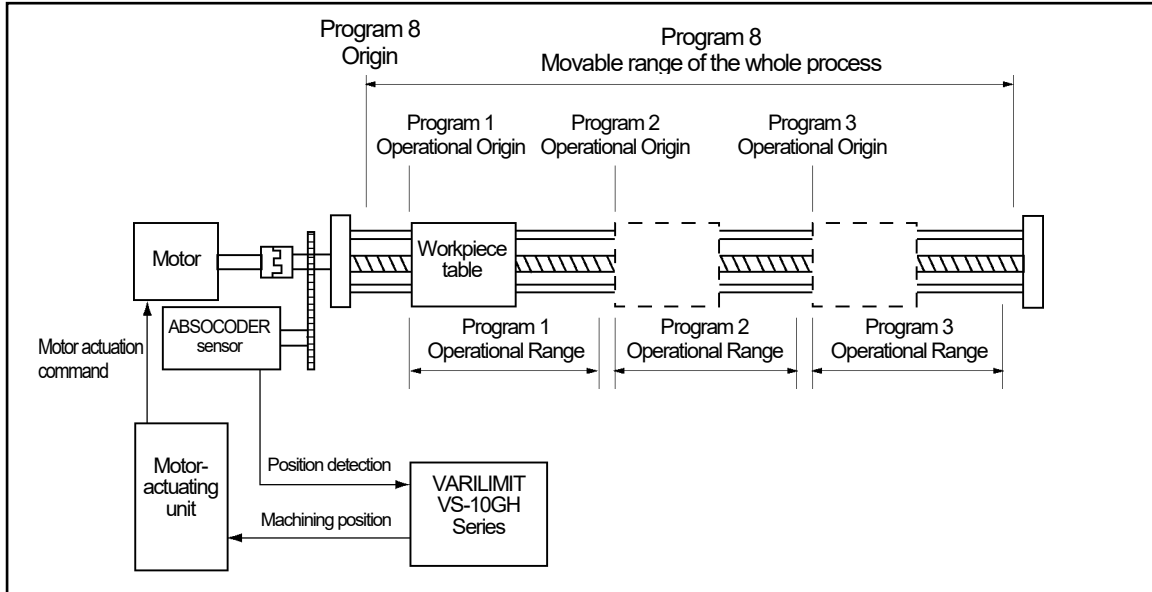 Program 8
Origin
Program 8
Movable range of the whole process
Program 1
Operational Origin
Program 2
Operational Origin
Program 3
Operational Origin
Motor
Workpiece
table
ABSOCODER
sensor
Motor actuation
command
Program 1
Operational Range
Program 2
Operational Range
Program 3
Operational Range
Motor-
actuating
unit
Position detection
Machining position
VARILIMIT
VS-10GH
Series